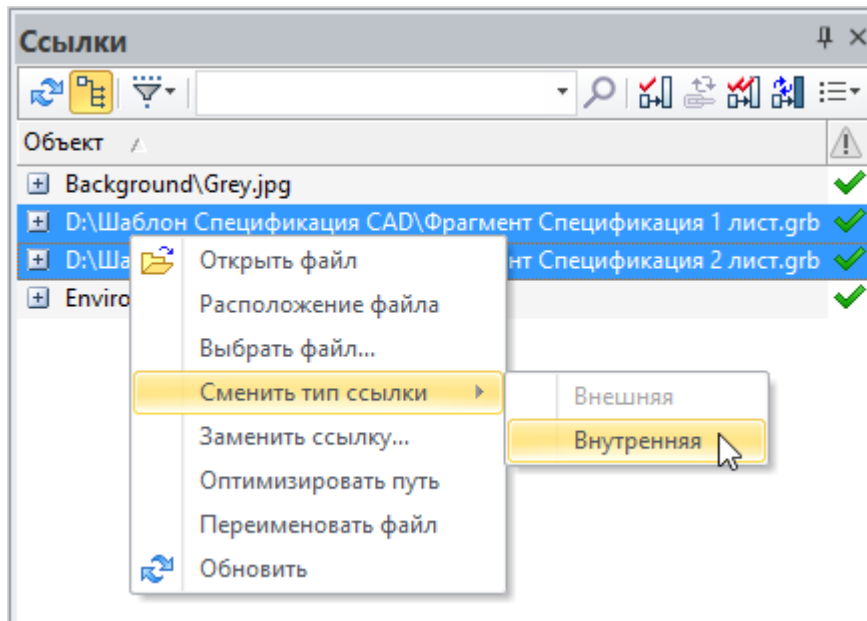 Ссылки
Объект
Background\Grey.jpg
D:\Шаблон Спецификация CAD\Фрагмент Спецификация 1 лист.grb
D:\Ша нт Спецификация 2 лист.grb
Enviro
Открыть файл
Расположение файла
Выбрать файл...
Сменить тип ссылки
Внешняя
Внутренняя
Заменить ссылку...
Оптимизировать путь
Переименовать файл
Обновить